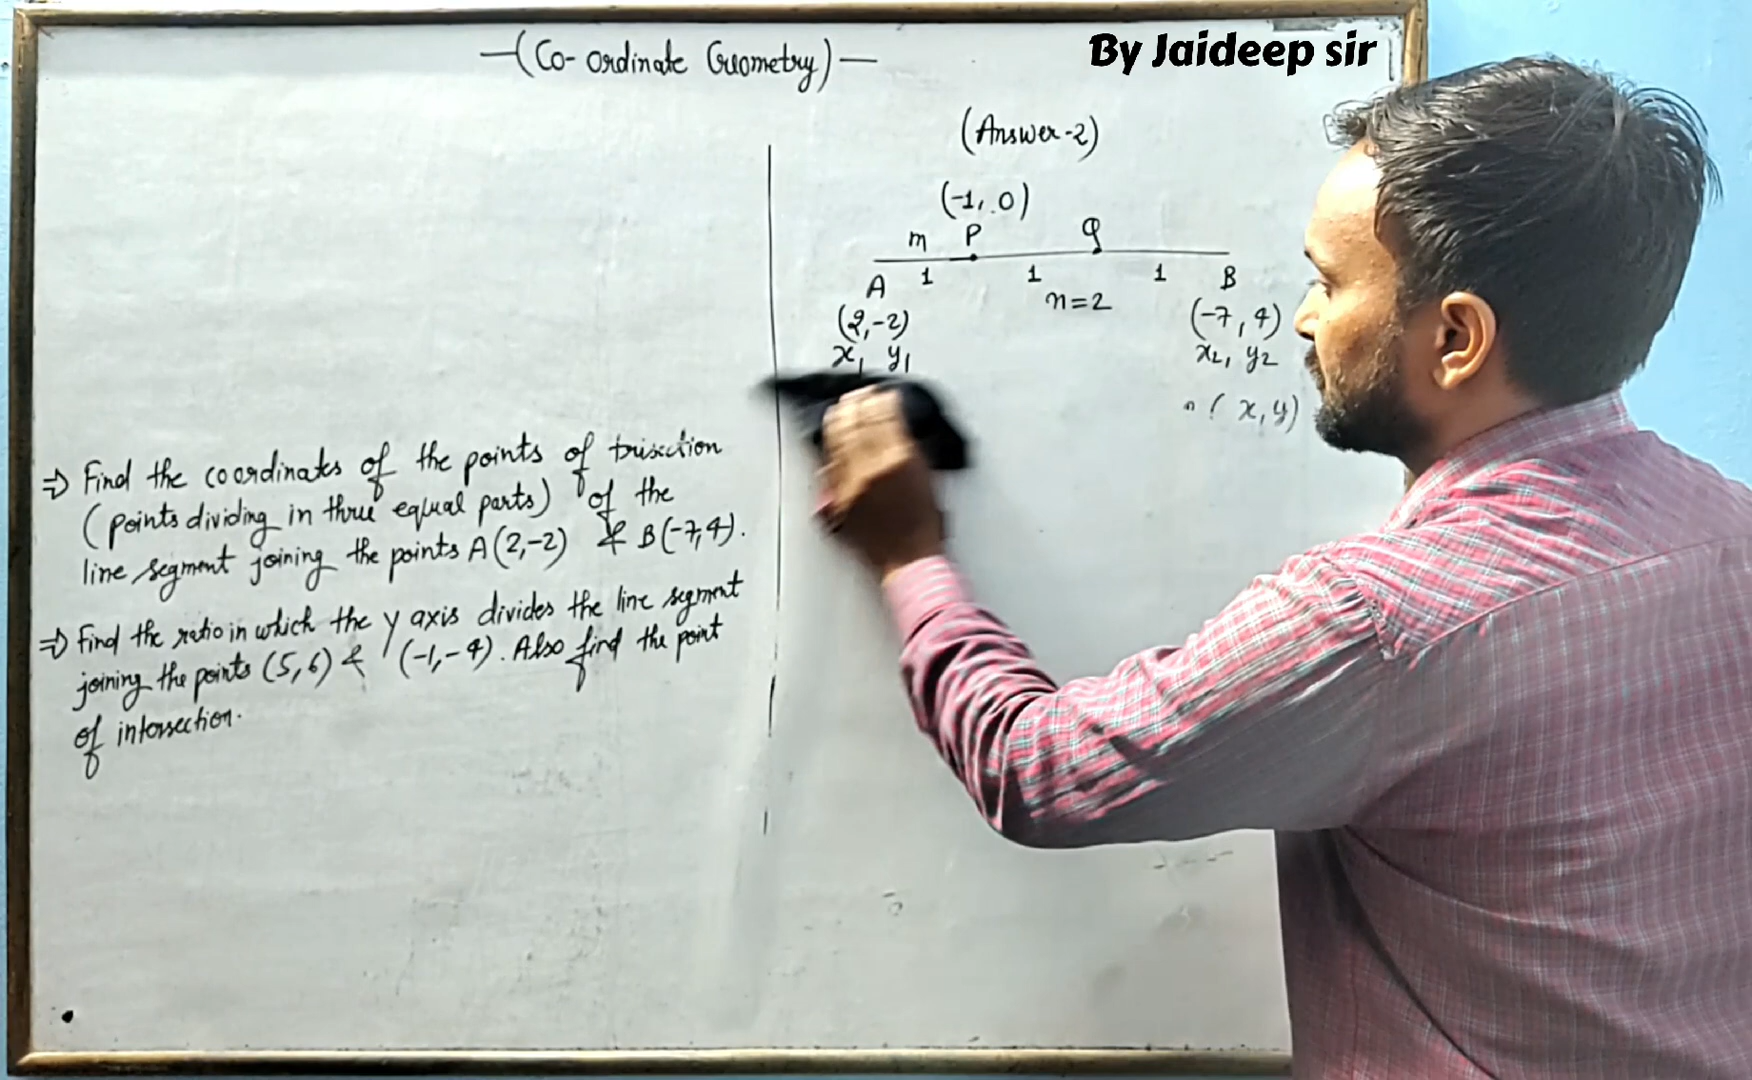 (Co-ordinate Geometry)
By Jaideep sir
⇒ Find the coordinates of the points of trisection
(points dividing in three equal parts) of the
line segment joining the points A(2,-2) & B(-7,4).
⇒ Find the ratio in which the y axis divides the line segment
joining the points (5,6) & (-1,-4). Also find the point
of intersection.
(Answer-2)
(-1, 0)
m P Q
A 1 1 1 B
n=2
(2,-2) (-7,4)
x1 y1 x2, y2
(x,y)